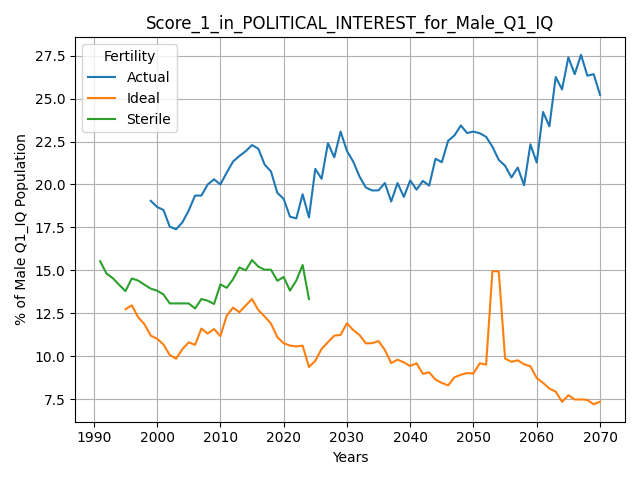 Score_1_in_POLITICAL_INTEREST_for_Male_Q1_IQ
Fertility
Actual
Ideal
Sterile
% of Male Q1_IQ Population
27.5
25.0
22.5
20.0
17.5
15.0
12.5
10.0
7.5
1990 2000 2010 2020 2030 2040 2050 2060 2070
Years